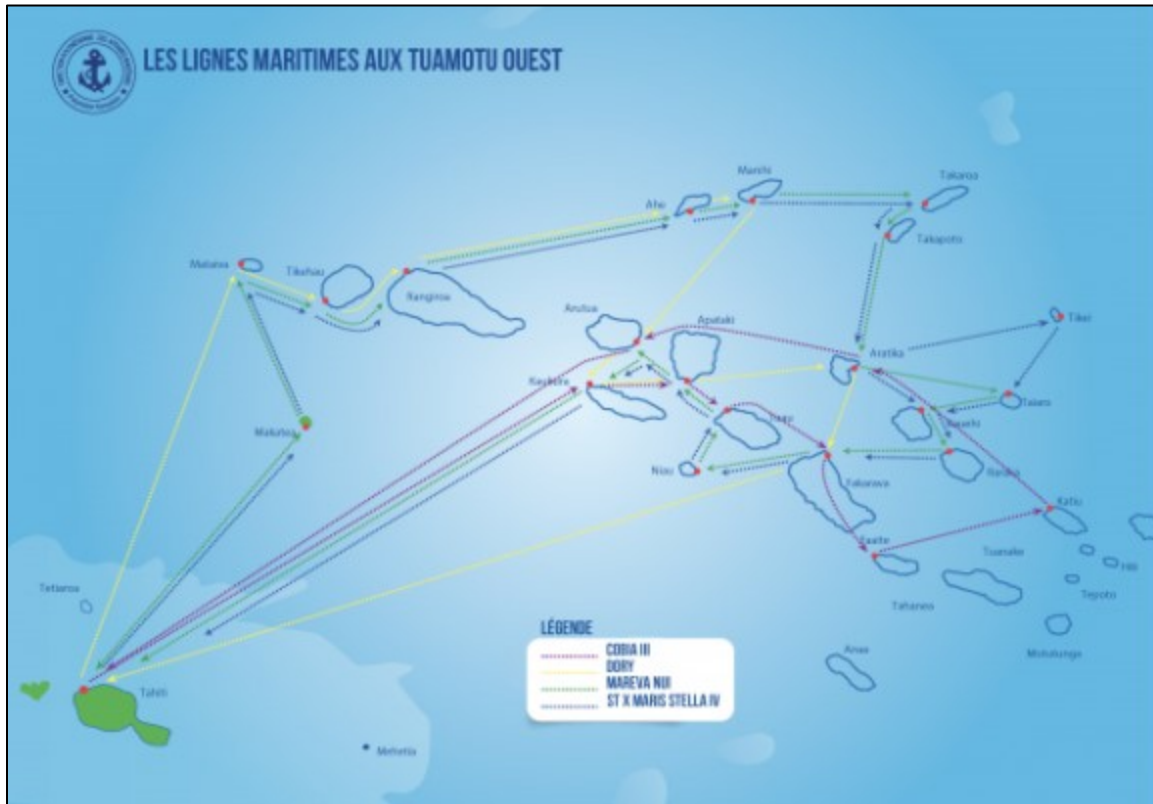 LES LIGNES MARITIMES AUX TUAMOTU OUEST
Manihi
Takaroa
Ahe
Takapoto
Mataiva
Tikehau
Rangiroa
Arutua
Apataki
Tikei
Aratika
Kaukura
Taiaro
Kauehi
Makatea
Toau
Niau
Raraka
Fakarava
Katiu
Faaite
Tuanake
Hiti
Tepoto
Tahanea
Motutunga
Tetiaroa
Anaa
LÉGENDE
COBIA III
DORY
MAREVA NUI
ST X MARIS STELLA IV
Tahiti
Mehetia